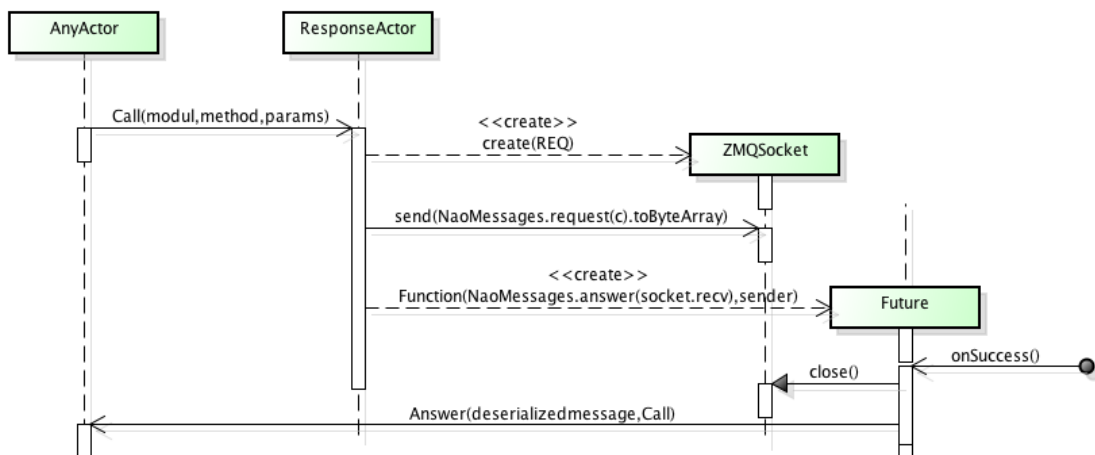 AnyActor
ResponseActor
Call(modul,method,params)
<<create>>
create(REQ)
ZMQSocket
send(NaoMessages.request(c).toByteArray)
<<create>>
Function(NaoMessages.answer(socket.recv),sender)
Future
onSuccess()
close()
Answer(deserializedmessage,Call)